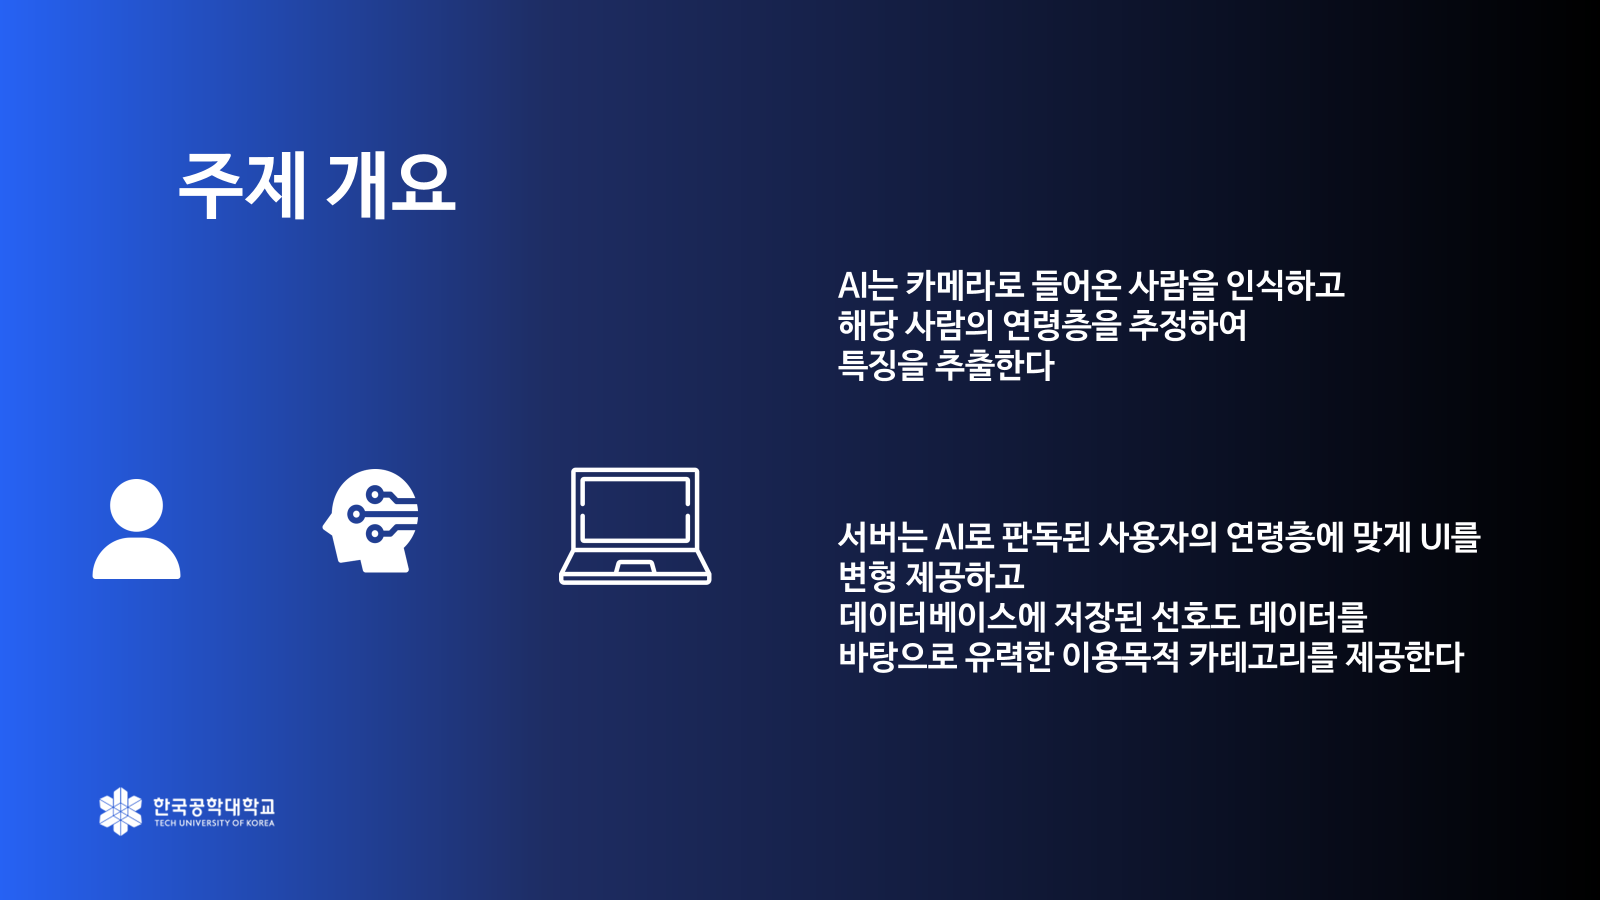 주제 개요
AI는 카메라로 들어온 사람을 인식하고
해당 사람의 연령층을 추정하여
특징을 추출한다
서버는 AI로 판독된 사용자의 연령층에 맞게 UI를
변형 제공하고
데이터베이스에 저장된 선호도 데이터를
바탕으로 유력한 이용목적 카테고리를 제공한다
한국공학대학교
TECH UNIVERSITY OF KOREA